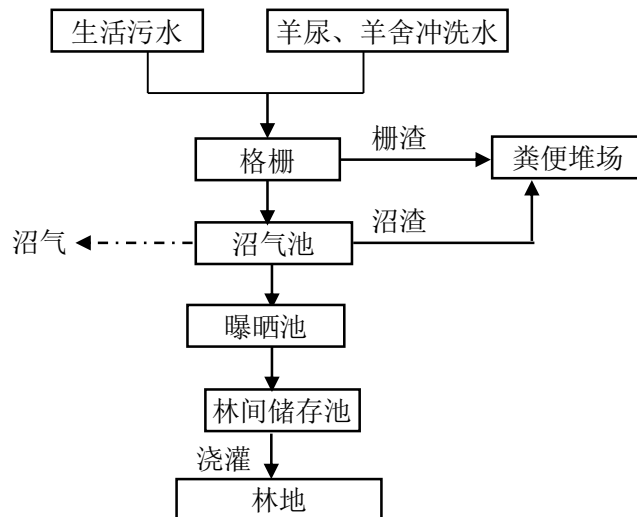 生活污水
羊尿、羊舍冲洗水
格栅
栅渣
粪便堆场
沼气
沼气池
沼渣
曝晒池
林间储存池
浇灌
林地